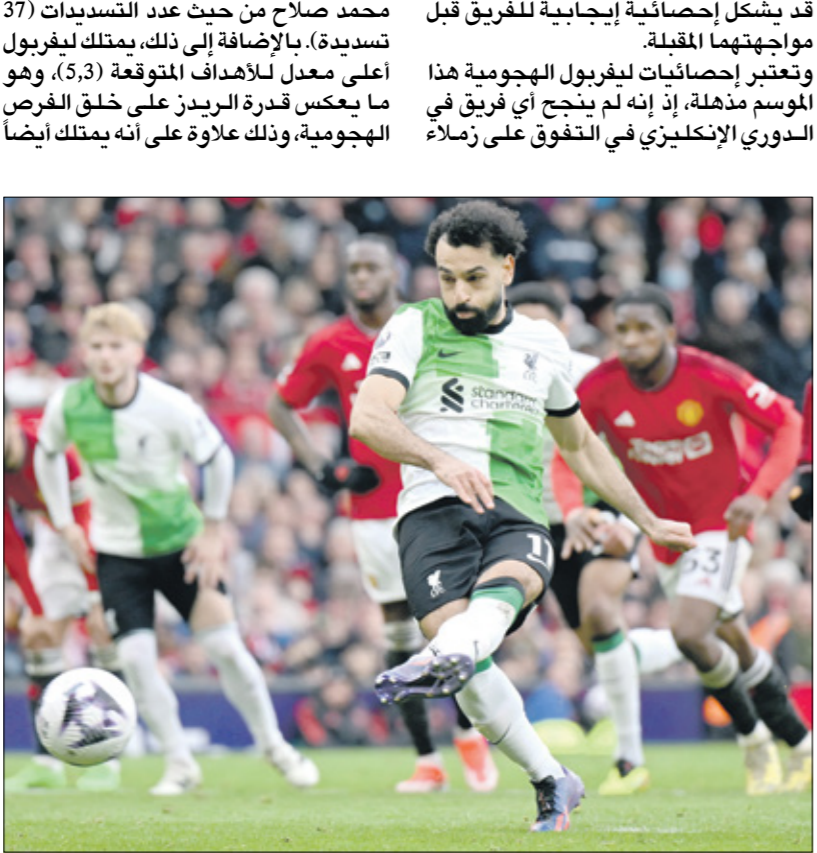 قد يشكل إحصائية إيجابية للفريق قبل
مواجهتهما المقبلة.
وتعتبر إحصائيات ليفربول الهجومية هذا
الموسم مذهلة، إذ إنه لم ينجح أي فريق في
الدوري الإنكليزي في التفوق على زملاء
محمد صلاح من حيث عدد التسديدات (37
تسديدة). بالإضافة إلى ذلك، يمتلك ليفربول
أعلى معدل للأهداف المتوقعة (5,3)، وهو
ما يعكس قدرة الريدز على خلق الفرص
الهجومية، وذلك علاوة على أنه يمتلك أيضاً
standard
chartered
11
53